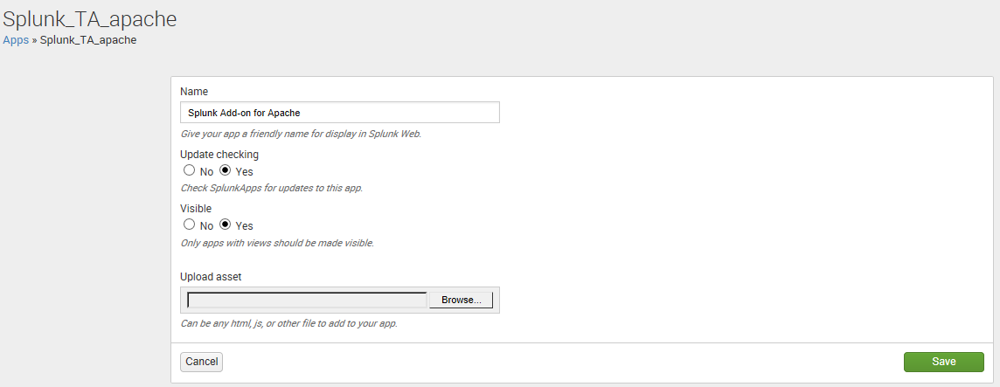 Splunk_TA_apache
Apps » Splunk_TA_apache
Name
Splunk Add-on for Apache
Give your app a friendly name for display in Splunk Web.
Update checking
No Yes
Check SplunkApps for updates to this app.
Visible
No Yes
Only apps with views should be made visible.
Upload asset
Browse...
Can be any html, js, or other file to add to your app.
Cancel Save